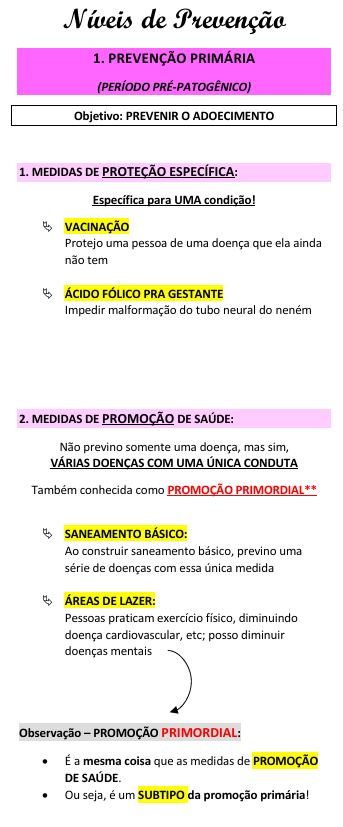 Níveis de Prevenção
1. PREVENÇÃO PRIMÁRIA
(PERÍODO PRÉ-PATOGÊNICO)
Objetivo: PREVENIR O ADOECIMENTO
1. MEDIDAS DE PROTEÇÃO ESPECÍFICA:
Específica para UMA condição!
VACINAÇÃO
Protejo uma pessoa de uma doença que ela ainda
não tem
ÁCIDO FÓLICO PRA GESTANTE
Impedir malformação do tubo neural do neném
2. MEDIDAS DE PROMOÇÃO DE SAÚDE:
Não previno somente uma doença, mas sim,
VÁRIAS DOENÇAS COM UMA ÚNICA CONDUTA
Também conhecida como PROMOÇÃO PRIMORDIAL**
SANEAMENTO BÁSICO:
Ao construir saneamento básico, previno uma
série de doenças com essa única medida
ÁREAS DE LAZER:
Pessoas praticam exercício físico, diminuindo
doença cardiovascular, etc; posso diminuir
doenças mentais
Observação – PROMOÇÃO PRIMORDIAL:
• É a mesma coisa que as medidas de PROMOÇÃO
DE SAÚDE.
• Ou seja, é um SUBTIPO da promoção primária!